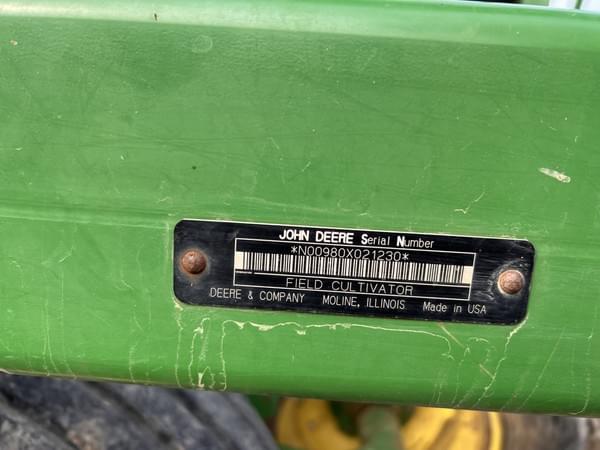 JOHN DEERE Serial Number
*N00980X021230*
FIELD CULTIVATOR
DEERE & COMPANY MOLINE, ILLINOIS Made in USA